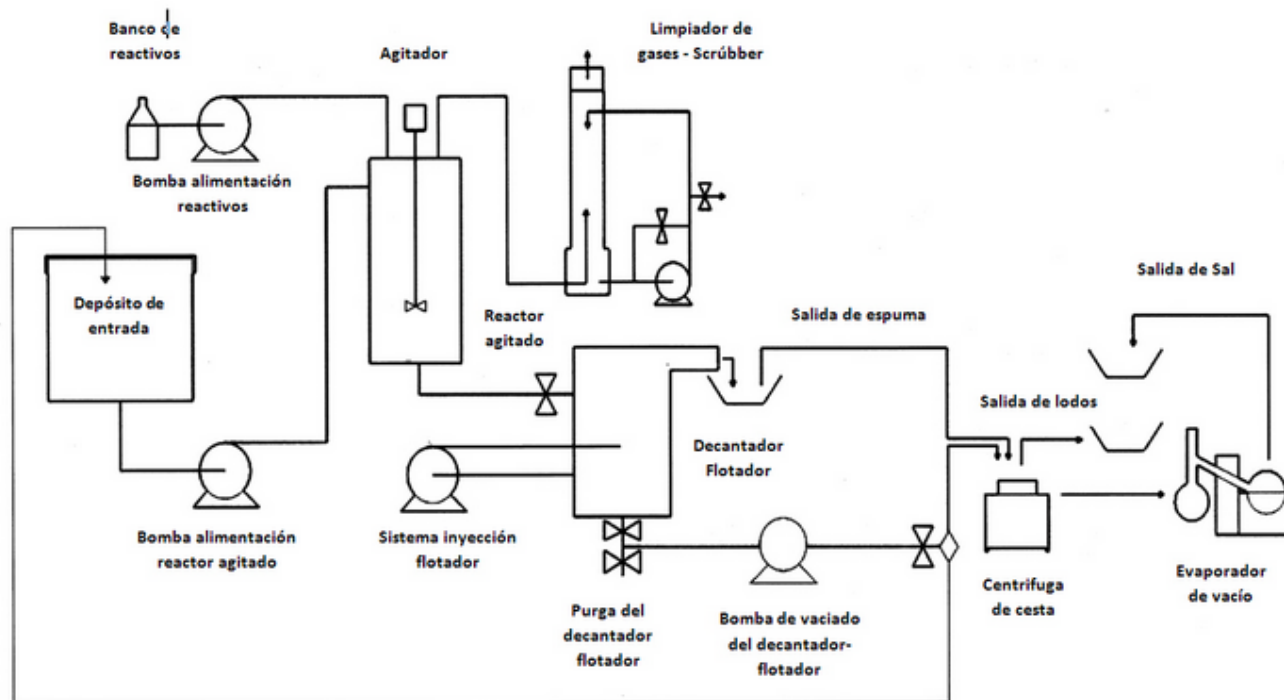 Banco de
reactivos
Agitador
Limpiador de
gases - Scrúbber
Bomba alimentación
reactivos
Depósito de
entrada
Reactor
agitado
Salida de espuma
Salida de Sal
Salida de lodos
Decantador
Flotador
Bomba alimentación
reactor agitado
Sistema inyección
flotador
Purga del
decantador
flotador
Bomba de vaciado
del decantador-
flotador
Centrifuga
de cesta
Evaporador
de vacío